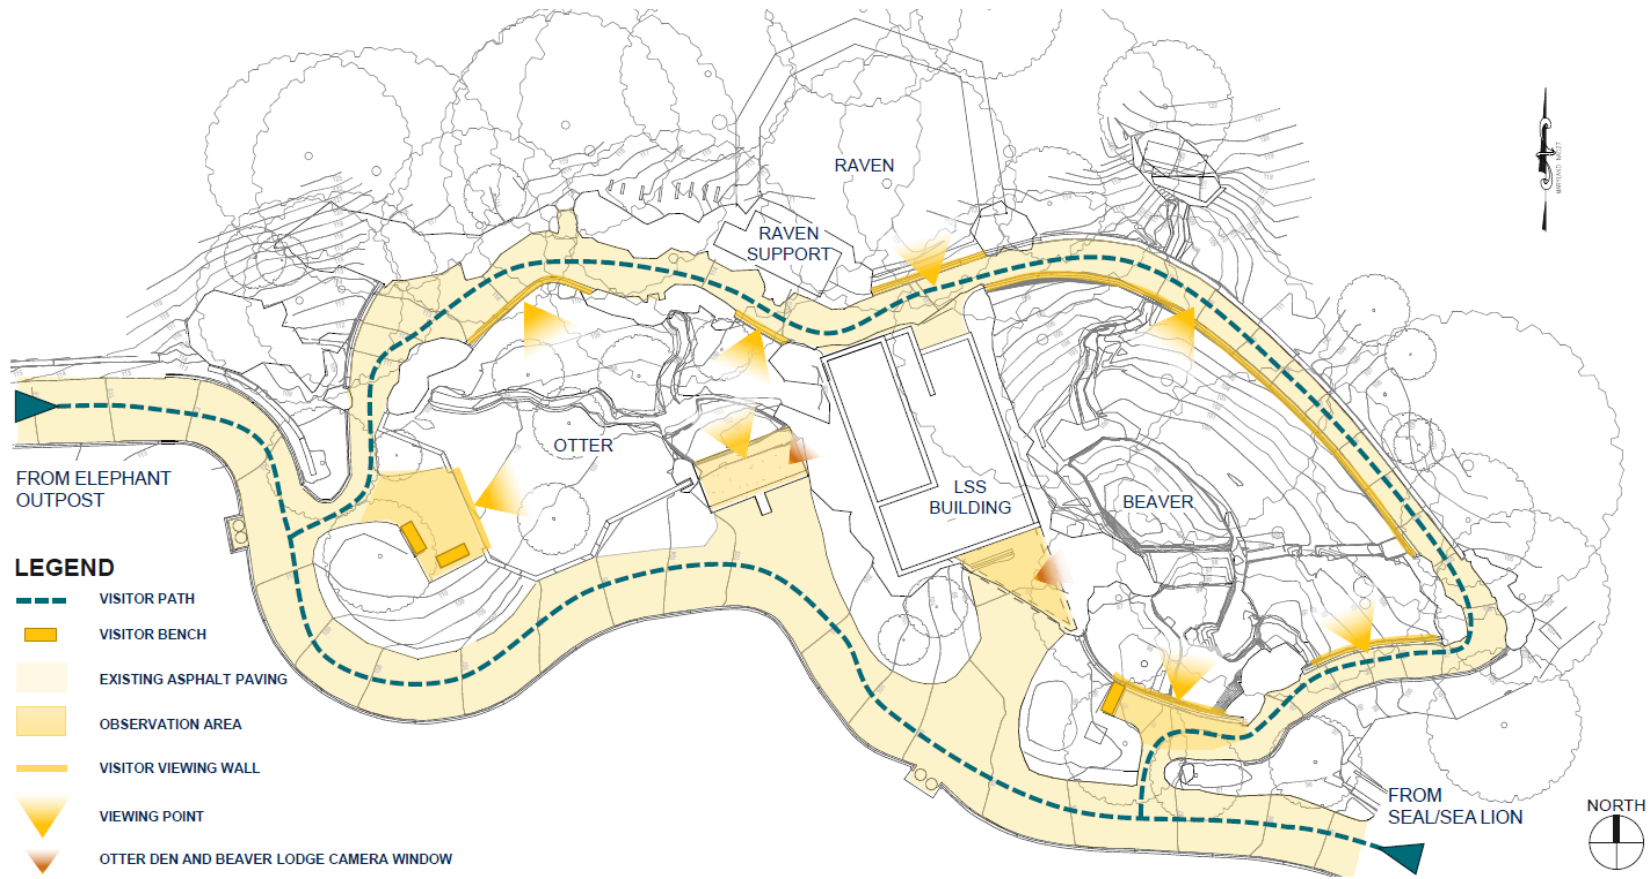 RAVEN
RAVEN
SUPPORT
OTTER
LSS
BUILDING
BEAVER
FROM ELEPHANT
OUTPOST
LEGEND
VISITOR PATH
VISITOR BENCH
EXISTING ASPHALT PAVING
OBSERVATION AREA
VISITOR VIEWING WALL
VIEWING POINT
OTTER DEN AND BEAVER LODGE CAMERA WINDOW
FROM
SEAL/SEA LION
NORTH